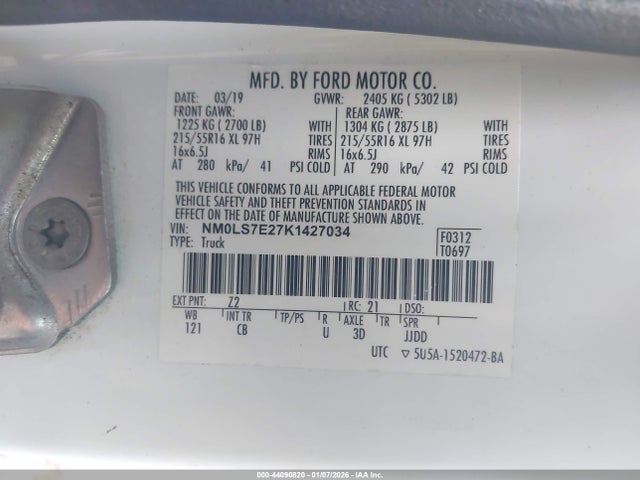 MFD. BY FORD MOTOR CO.
DATE: 03/19 GVWR: 2405 KG ( 5302 LB)
FRONT GAWR: REAR GAWR:
1225 KG ( 2700 LB) WITH 1304 KG ( 2875 LB) WITH
215/55R16 XL 97H TIRES 215/55R16 XL 97H TIRES
16x6.5J RIMS 16x6.5J RIMS
AT 280 kPa/ 41 PSI COLD AT 290 kPa/ 42 PSI COLD
THIS VEHICLE CONFORMS TO ALL APPLICABLE FEDERAL MOTOR
VEHICLE SAFETY AND THEFT PREVENTION STANDARDS IN
EFFECT ON THE DATE OF MANUFACTURE SHOWN ABOVE.
VIN: NM0LS7E27K1427034
TYPE: Truck
F0312
T0697
EXT PNT: Z2 RC: 21 DSO:
WB INT TR TP/PS R AXLE TR SPR
121 CB U 3D JJDD
UTC ▽ 5U5A-1520472-BA
000-44090820 - 01/07/2026 - IAA Inc.